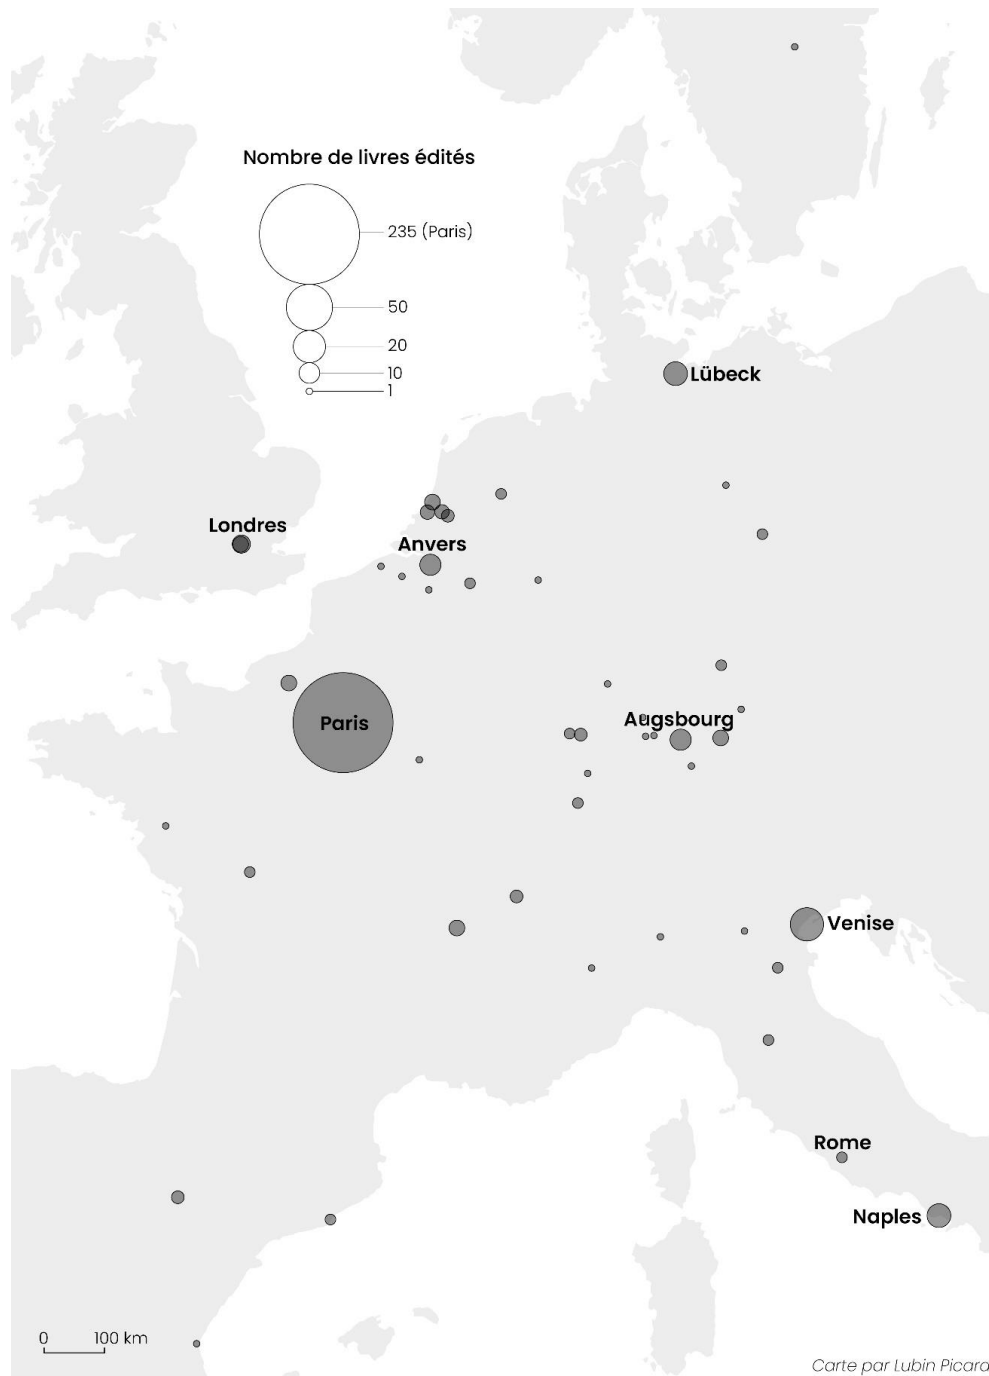 Nombre de livres édités
235 (Paris)
50
20
10
1
Lübeck
Londres
Anvers
Paris
Augsbourg
Venise
Rome
Naples
0 100 km
Carte par Lubin Picard